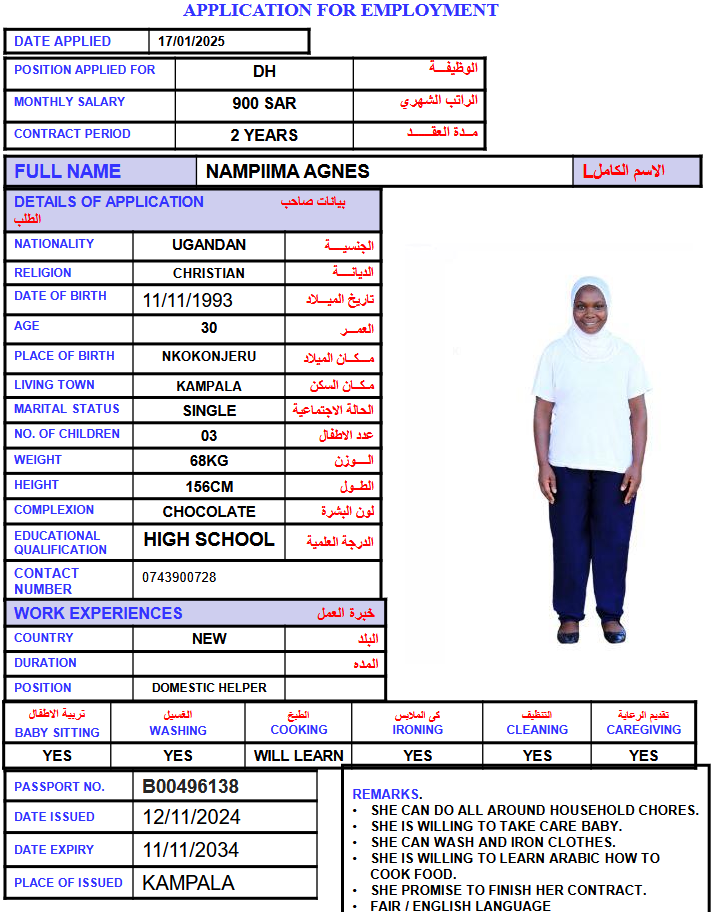 APPLICATION FOR EMPLOYMENT
DATE APPLIED 17/01/2025
POSITION APPLIED FOR DH الوظيفـــة
MONTHLY SALARY 900 SAR الراتب الشهري
CONTRACT PERIOD 2 YEARS مـدة العقـــد
FULL NAME NAMPIIMA AGNES الاسم الكاملL
DETAILS OF APPLICATION بيانات صاحب
الطلب
NATIONALITY UGANDAN الجنسيـــة
RELIGION CHRISTIAN الديانـــة
DATE OF BIRTH 11/11/1993 تاريخ الميــلاد
AGE 30 العمــر
PLACE OF BIRTH NKOKONJERU مــكـان الميلاد
LIVING TOWN KAMPALA مكـان السكن
MARITAL STATUS SINGLE الحالة الاجتماعية
NO. OF CHILDREN 03 عدد الاطفال
WEIGHT 68KG الــوزن
HEIGHT 156CM الطــول
COMPLEXION CHOCOLATE لون البشرة
EDUCATIONAL QUALIFICATION HIGH SCHOOL الدرجة العلمية
CONTACT NUMBER 0743900728
WORK EXPERIENCES خبرة العمل
COUNTRY NEW البلد
DURATION المده
POSITION DOMESTIC HELPER
تربية الاطفال الغسيل الطبخ كى الملابس التنظيف تقديم الرعاية
BABY SITTING WASHING COOKING IRONING CLEANING CAREGIVING
YES YES WILL LEARN YES YES YES
PASSPORT NO. B00496138
DATE ISSUED 12/11/2024
DATE EXPIRY 11/11/2034
PLACE OF ISSUED KAMPALA
REMARKS.
• SHE CAN DO ALL AROUND HOUSEHOLD CHORES.
• SHE IS WILLING TO TAKE CARE BABY.
• SHE CAN WASH AND IRON CLOTHES.
• SHE IS WILLING TO LEARN ARABIC HOW TO
COOK FOOD.
• SHE PROMISE TO FINISH HER CONTRACT.
• FAIR / ENGLISH LANGUAGE